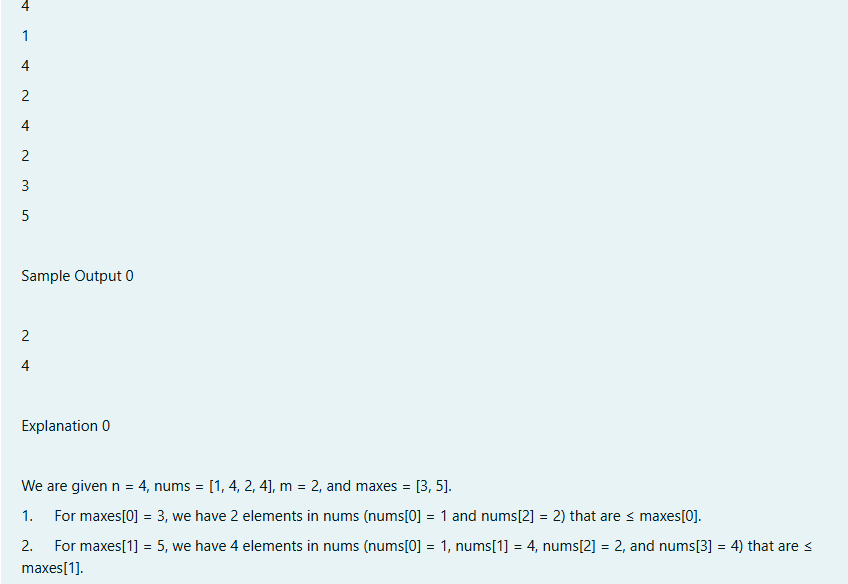 4
1
4
2
4
2
3
5
Sample Output 0
2
4
Explanation 0
We are given n = 4, nums = [1, 4, 2, 4], m = 2, and maxes = [3, 5].
1. For maxes[0] = 3, we have 2 elements in nums (nums[0] = 1 and nums[2] = 2) that are ≤ maxes[0].
2. For maxes[1] = 5, we have 4 elements in nums (nums[0] = 1, nums[1] = 4, nums[2] = 2, and nums[3] = 4) that are ≤
maxes[1].